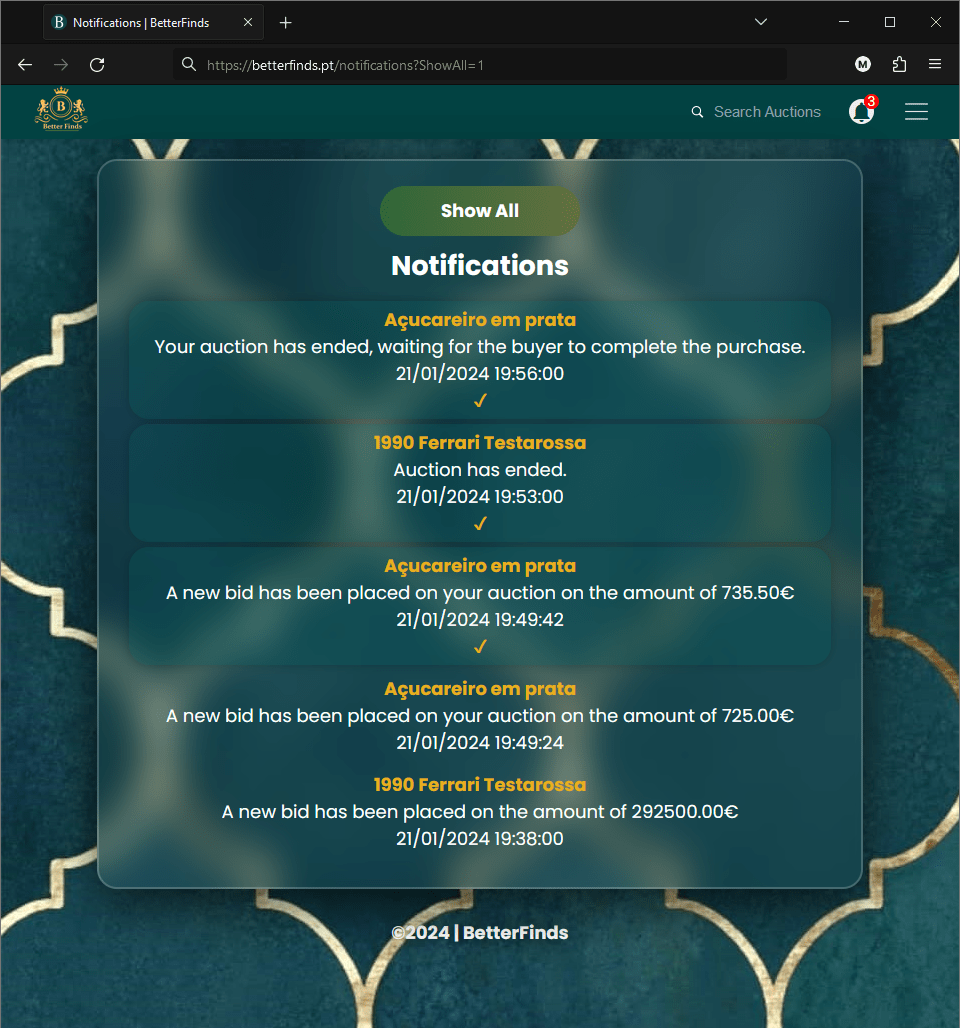 Notifications | BetterFinds
https://betterfinds.pt/notifications?ShowAll=1
M
B
Better Finds
Search Auctions
3
Show All
Notifications
Açucareiro em prata
Your auction has ended, waiting for the buyer to complete the purchase.
21/01/2024 19:56:00
✓
1990 Ferrari Testarossa
Auction has ended.
21/01/2024 19:53:00
✓
Açucareiro em prata
A new bid has been placed on your auction on the amount of 735.50€
21/01/2024 19:49:42
✓
Açucareiro em prata
A new bid has been placed on your auction on the amount of 725.00€
21/01/2024 19:49:24
1990 Ferrari Testarossa
A new bid has been placed on the amount of 292500.00€
21/01/2024 19:38:00
©2024 | BetterFinds